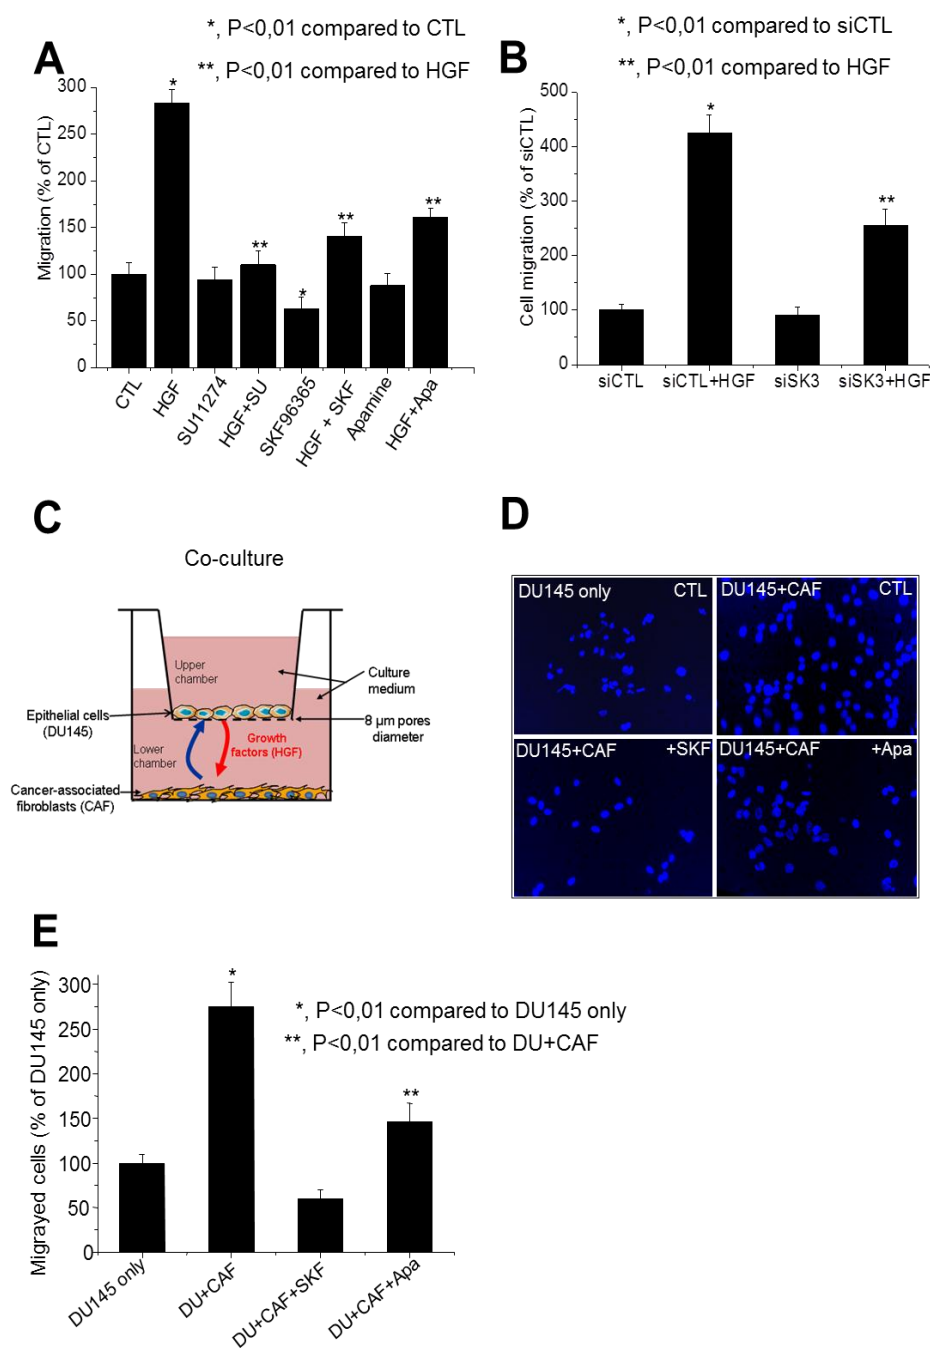 *, P<0,01 compared to CTL
**, P<0,01 compared to HGF
A
Migration (% of CTL)
300
250
200
150
100
50
0
*
**
*
**
**
CTL
HGF
SU11274
HGF+SU
SKF96365
HGF + SKF
Apamine
HGF+Apa
*, P<0,01 compared to siCTL
**, P<0,01 compared to HGF
B
Cell migration (% of siCTL)
500
400
300
200
100
0
*
**
siCTL
siCTL+HGF
siSK3
siSK3+HGF
C
Co-culture
Upper
chamber
Culture
medium
Epithelial cells
(DU145)
8 µm pores
diameter
Lower
chamber
Growth
factors (HGF)
Cancer-associated
fibroblasts (CAF)
D
DU145 only CTL
DU145+CAF CTL
DU145+CAF +SKF
DU145+CAF +Apa
E
Migrayed cells (% of DU145 only)
300
250
200
150
100
50
0
*
**
*, P<0,01 compared to DU145 only
**, P<0,01 compared to DU+CAF
DU145 only
DU+CAF
DU+CAF+SKF
DU+CAF+Apa